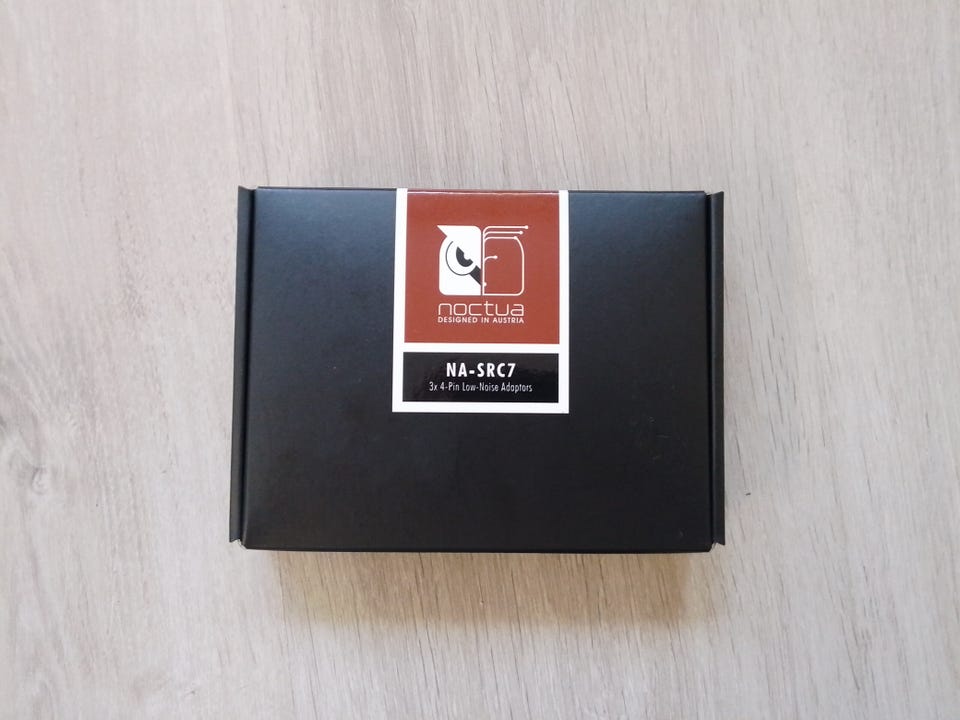 noctua
DESIGNED IN AUSTRIA
NA-SRC7
3x 4-Pin Low-Noise Adaptors